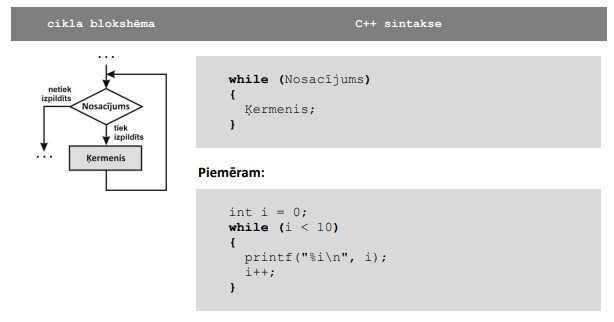 cikla blokshēma C++ sintakse
...
netiek
izpildīts
Nosacījums
tiek
izpildīts
...
Ķermenis
while (Nosacījums)
{
Ķermenis;
}
Piemēram:
int i = 0;
while (i < 10)
{
printf("%i\n", i);
i++;
}